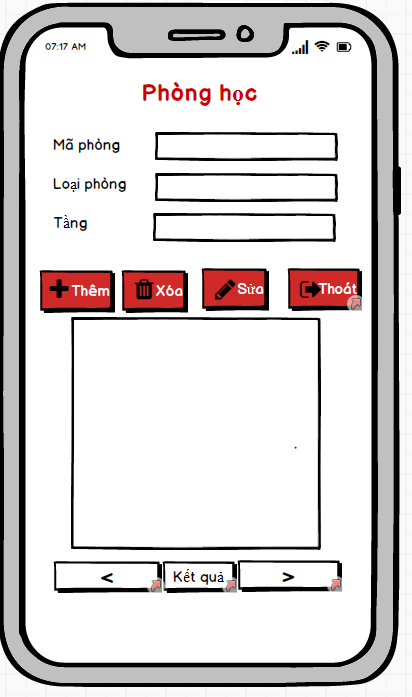 07:17 AM
Phòng học
Mã phòng
Loại phòng
Tầng
Thêm Xóa Sửa Thoát
< Kết quả >